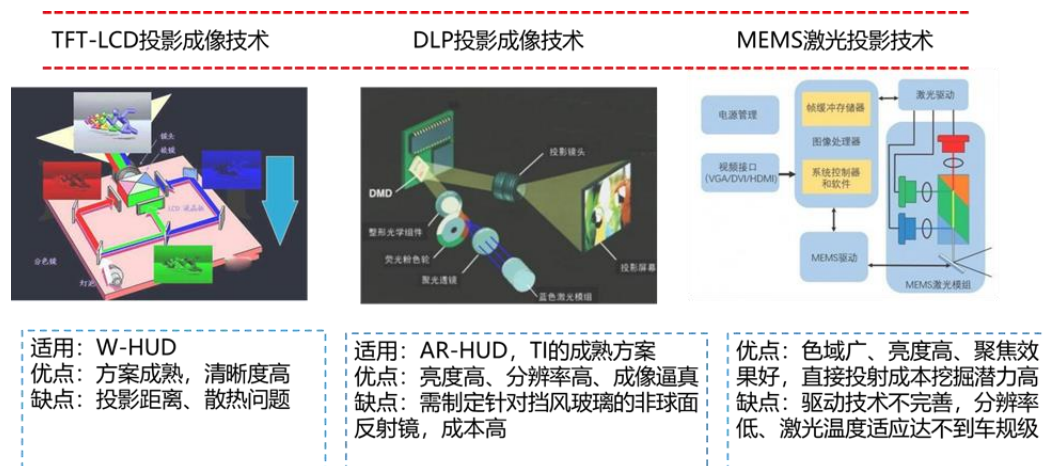 TFT-LCD投影成像技术
DLP投影成像技术
MEMS激光投影技术
镜头
分色镜
灯泡
DMD
投影镜头
整形光学组件
荧光粉色轮
聚光透镜
蓝色激光模组
投影屏幕
电源管理
视频接口
(VGA/DVI/HDMI)
帧缓冲存储器
图像处理器
系统控制器
和软件
激光驱动
MEMS驱动
MEMS激光模组
适用：W-HUD
优点：方案成熟，清晰度高
缺点：投影距离、散热问题
适用：AR-HUD，TI的成熟方案
优点：亮度高、分辨率高、成像逼真
缺点：需制定针对挡风玻璃的非球面
反射镜，成本高
优点：色域广、亮度高、聚焦效
果好，直接投射成本挖掘潜力高
缺点：驱动技术不完善，分辨率
低、激光温度适应达不到车规级